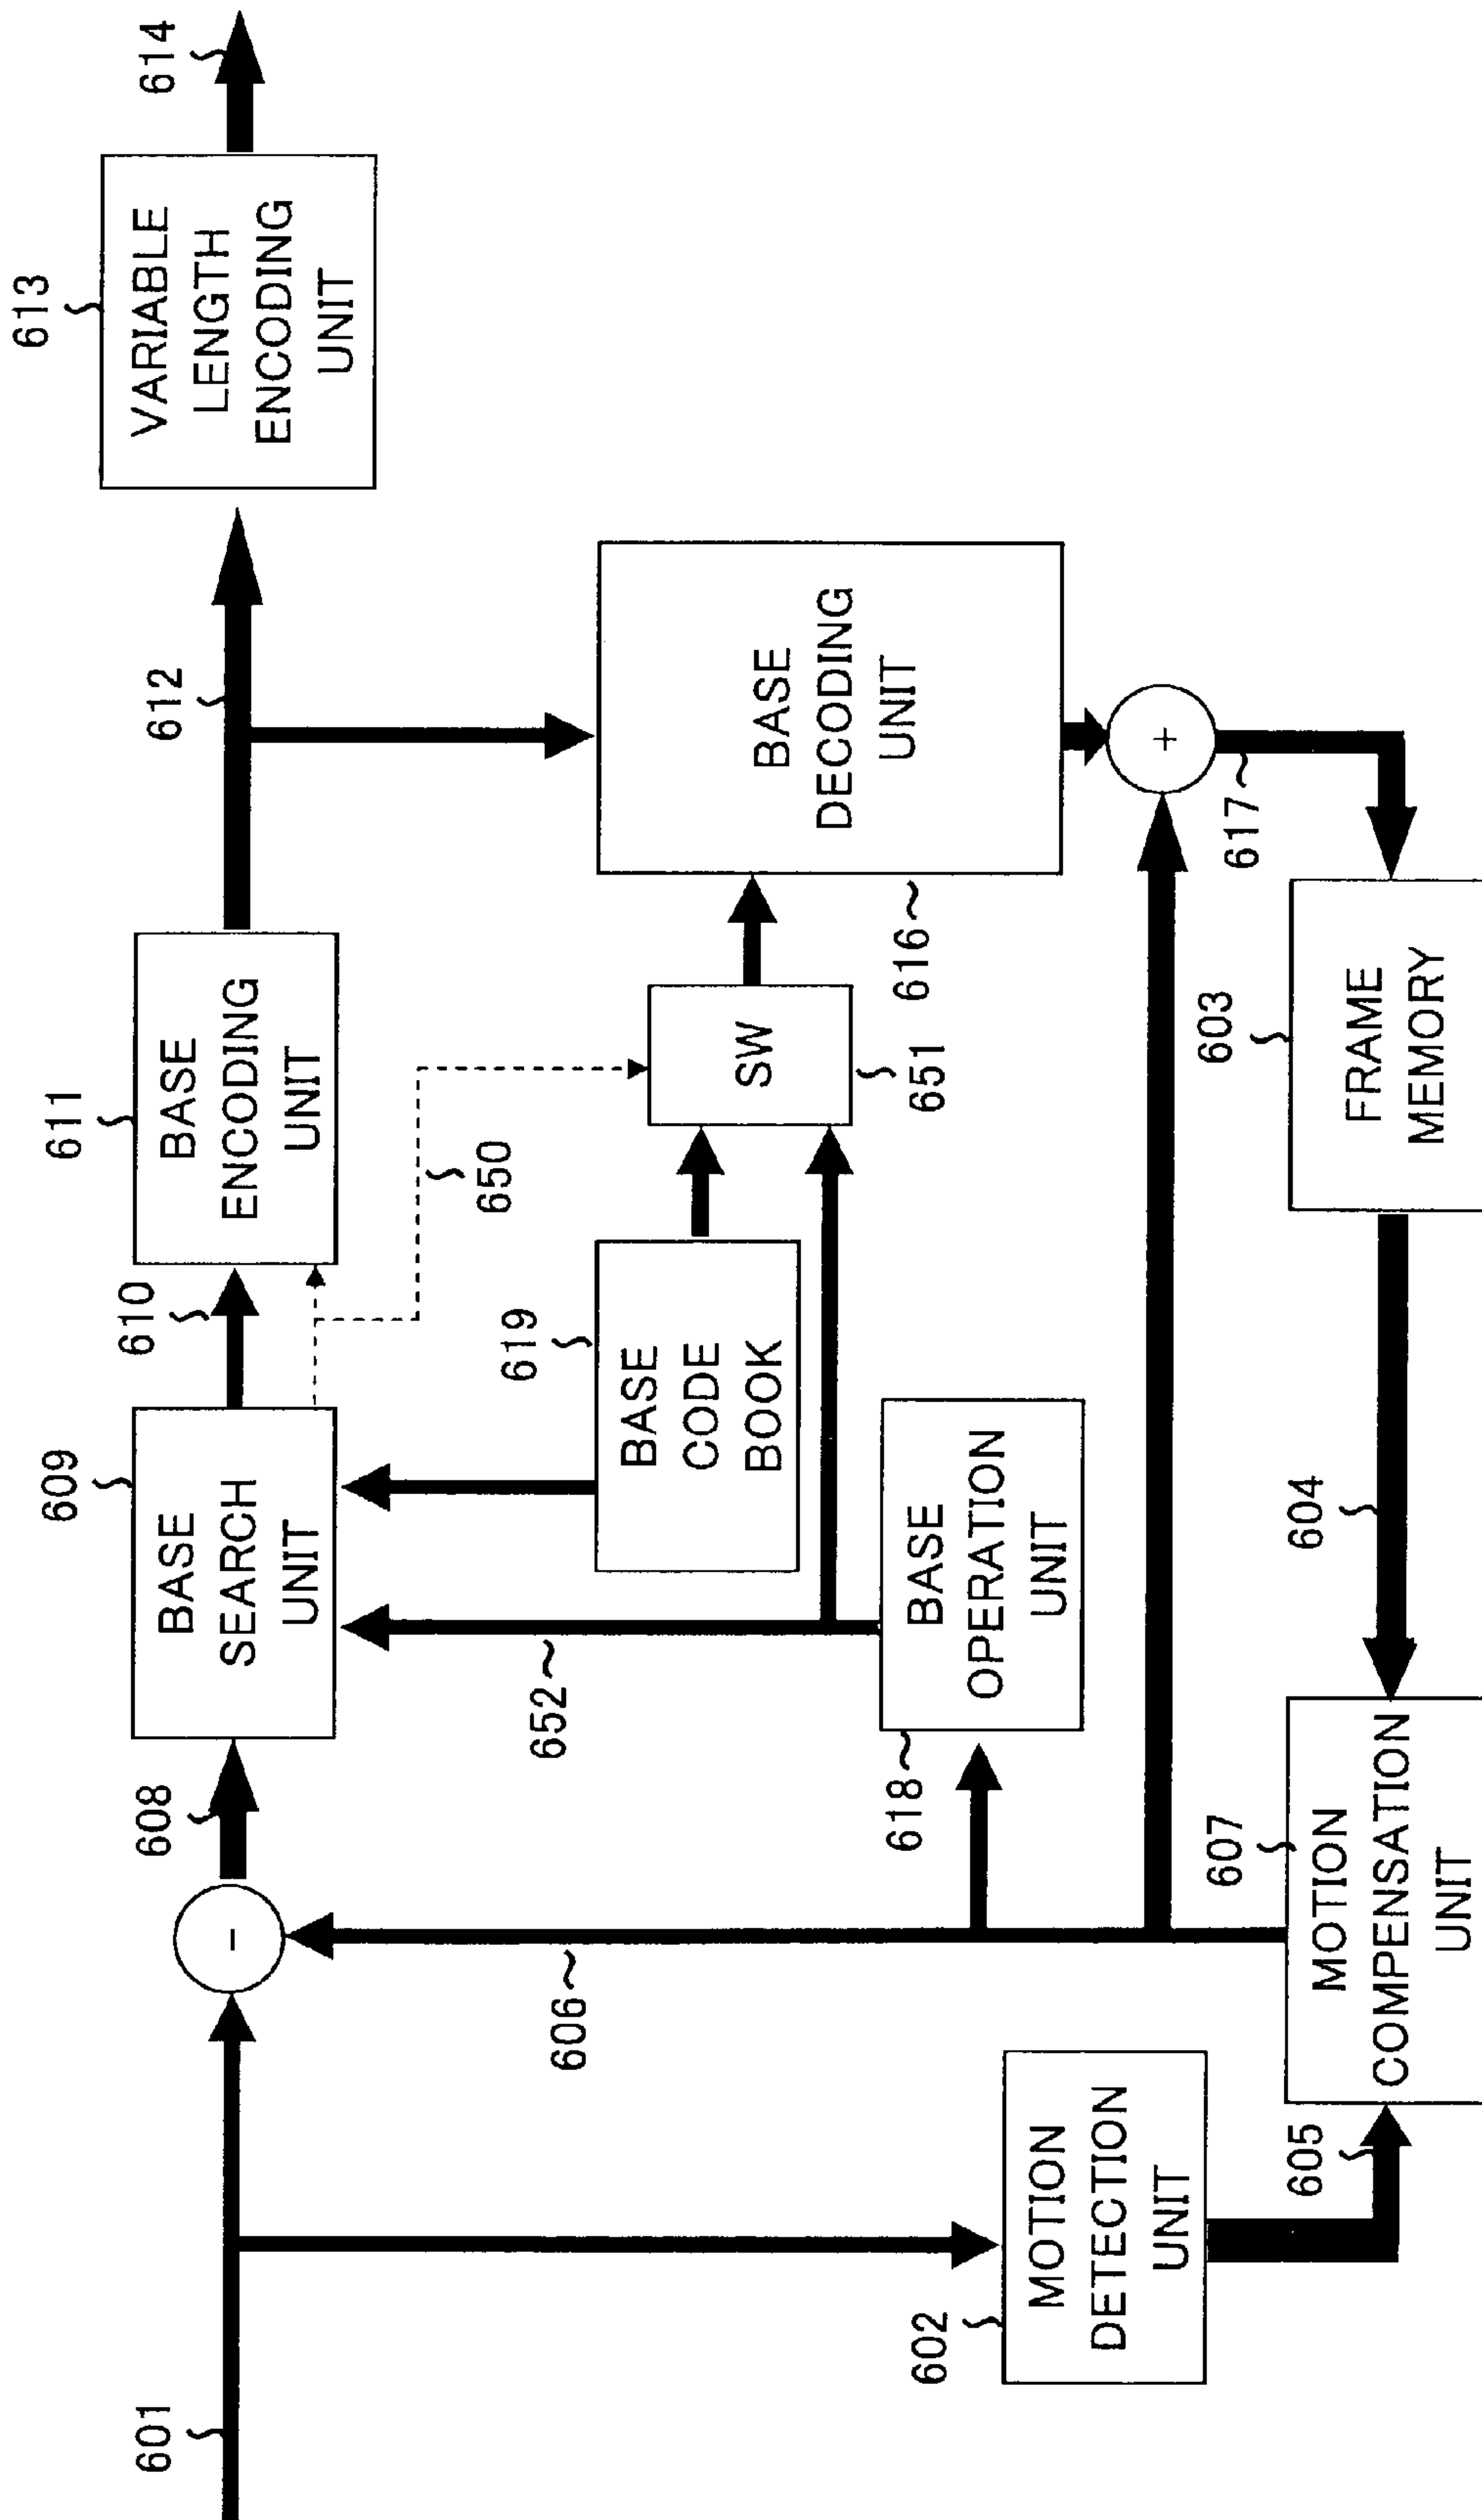 601
602
MOTION
DETECTION
UNIT
605
606
-
608
607
MOTION
COMPENSATION
UNIT
609
BASE
SEARCH
UNIT
652
618
BASE
OPERATION
UNIT
604
610
619
BASE
CODE
BOOK
650
611
BASE
ENCODING
UNIT
SW
651
603
FRAME
MEMORY
612
616
BASE
DECODING
UNIT
+
617
613
VARIABLE
LENGTH
ENCODING
UNIT
614